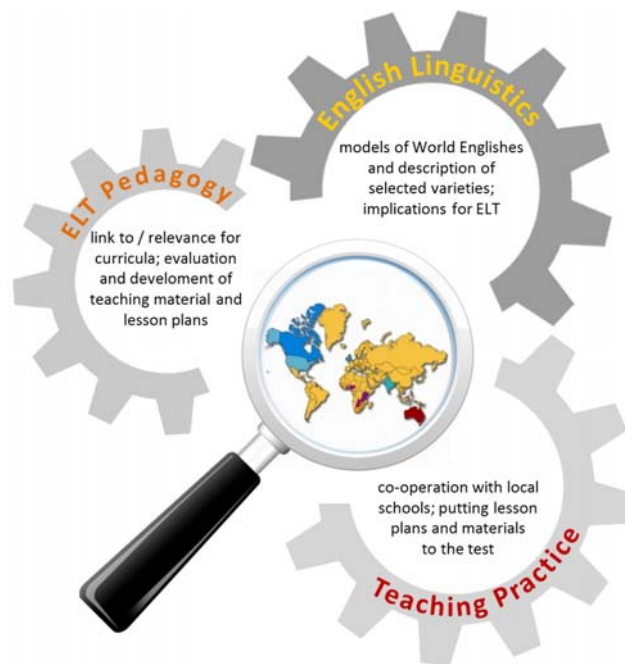 English Linguistics
models of World Englishes
and description of
selected varieties;
implications for ELT
ELT Pedagogy
link to / relevance for
curricula; evaluation
and develoment of
teaching material and
lesson plans
co-operation with local
schools; putting lesson
plans and materials
to the test
Teaching Practice